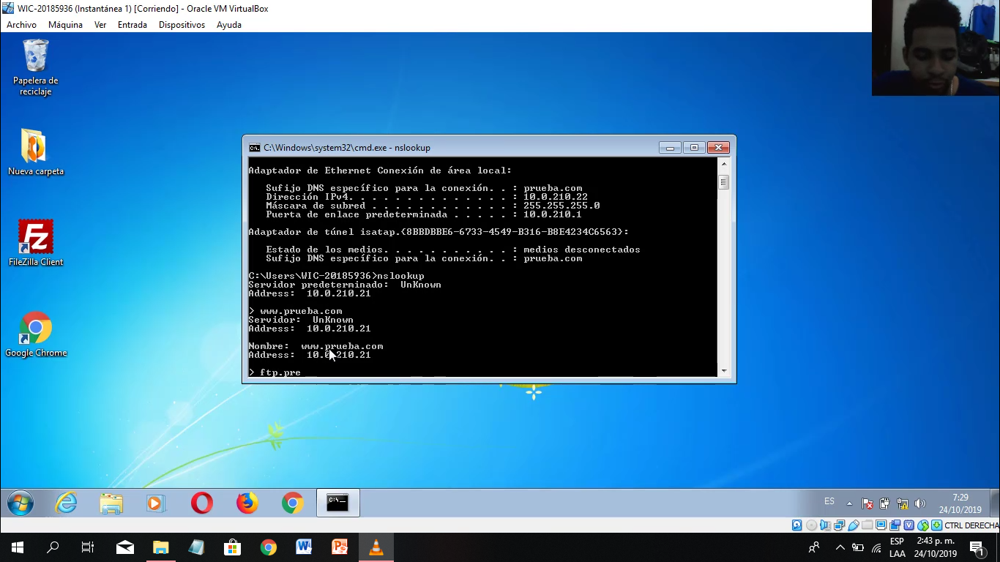 WIC-20185936 (Instantánea 1) [Corriendo] - Oracle VM VirtualBox
Archivo Máquina Ver Entrada Dispositivos Ayuda
Papelera de
reciclaje
Nueva carpeta
FileZilla Client
Google Chrome
C:\Windows\system32\cmd.exe - nslookup
Adaptador de Ethernet Conexión de área local:
Sufijo DNS específico para la conexión. . : prueba.com
Dirección IPv4. . . . . . . . . . . . . . : 10.0.210.22
Máscara de subred . . . . . . . . . . . . : 255.255.255.0
Puerta de enlace predeterminada . . . . . : 10.0.210.1
Adaptador de túnel isatap.{8BBDBBE6-6733-4549-B316-B8E4234C6563}:
Estado de los medios. . . . . . . . . . . : medios desconectados
Sufijo DNS específico para la conexión. . : prueba.com
C:\Users\WIC-20185936>nslookup
Servidor predeterminado:  UnKnown
Address:  10.0.210.21
> www.prueba.com
Servidor:  UnKnown
Address:  10.0.210.21
Nombre:  www.prueba.com
Address:  10.0.210.21
> ftp.pre
ES
7:29
24/10/2019
CTRL DERECHA
ESP
LAA
2:43 p. m.
24/10/2019
1